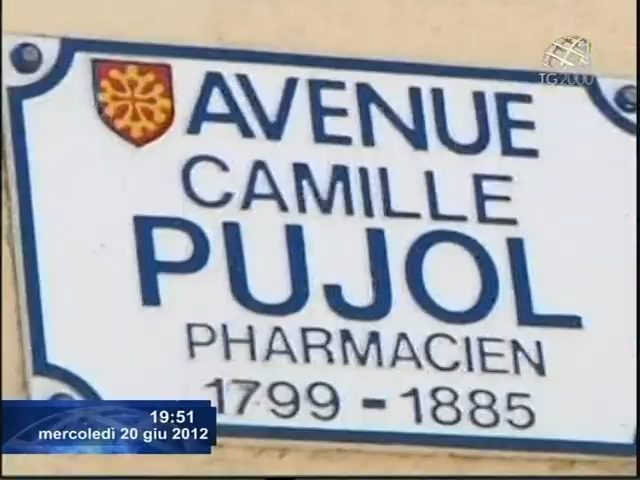 TG2000
AVENUE
CAMILLE
PUJOL
PHARMACIEN
1799 - 1885
19:51
mercoledì 20 giu 2012